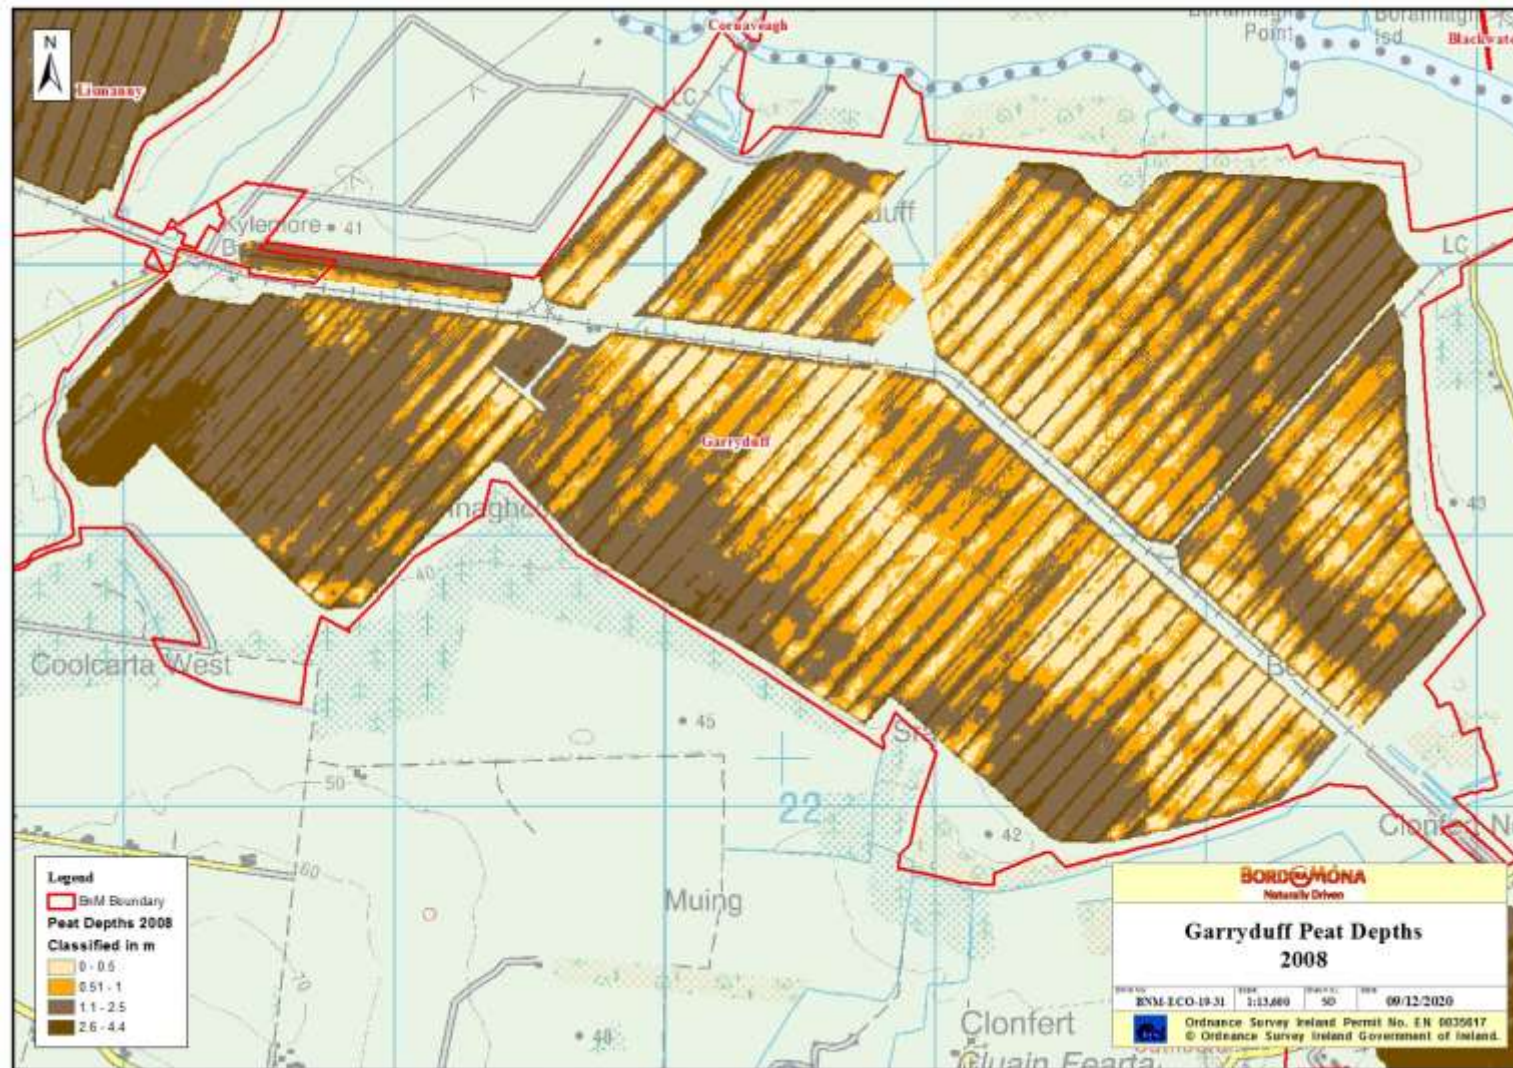 N
Lismanny
Cornaveagh
Point
Isd
LC
Kylemore
41
duff
LC
Garryduff
43
40
Coolcarta West
45
50
22
42
60
Muing
70
48
Clonfert
Cluain Fearta
Legend
BnM Boundary
Peat Depths 2008
Classified in m
0 - 0.5
0.51 - 1
1.1 - 2.5
2.6 - 4.4
BORD NA MÓNA
Naturally Driven
Garryduff Peat Depths
2008
BNM-ECO-19-31
1:13,600
SD
09/12/2020
Ordnance Survey Ireland Permit No. EN 0035617
© Ordnance Survey Ireland Government of Ireland.